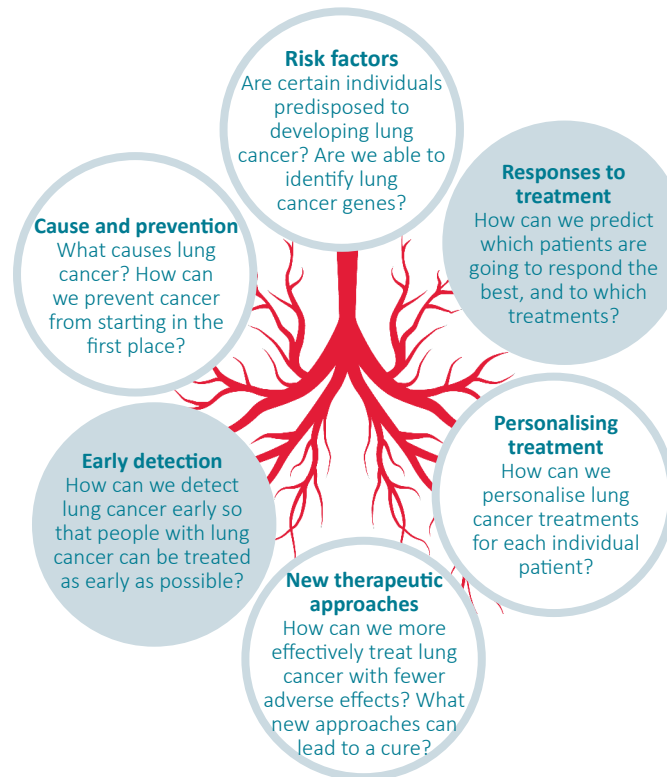 Risk factors
Are certain individuals
predisposed to
developing lung
cancer? Are we able to
identify lung
cancer genes?
Responses to
treatment
How can we predict
which patients are
going to respond the
best, and to which
treatments?
Personalising
treatment
How can we
personalise lung
cancer treatments
for each individual
patient?
New therapeutic
approaches
How can we more
effectively treat lung
cancer with fewer
adverse effects? What
new approaches can
lead to a cure?
Early detection
How can we detect
lung cancer early so
that people with lung
cancer can be treated
as early as possible?
Cause and prevention
What causes lung
cancer? How can
we prevent cancer
from starting in the
first place?